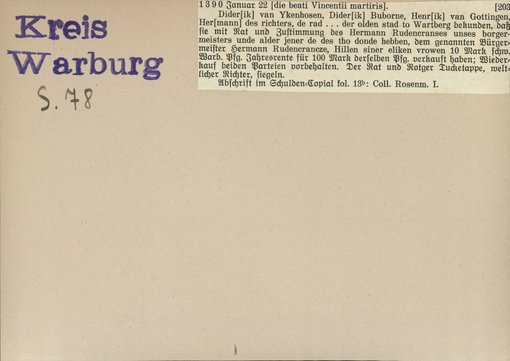 Kreis
Warburg
S. 78
1390 Januar 22 [die beati Vincentii martiris]. [203
Dider[ik] van Ykenhosen, Dider[ik] Buborne, Henr[ik] van Gottingen,
Her[mann] des richters, de rad . . . der olden stad to Wartberg bekunden, daß
sie mit Rat und Zustimmung des Hermann Rudencranses unses borger-
meisters unde alder jener de des tho donde hebben, dem genannten Bürger-
meister Hermann Rudencrancze, Hillen siner eliken vrowen 10 Mark schw.
Warb. Pfg. Jahresrente für 100 Mark derselben Pfg. verkauft haben; Wieder-
kauf beiden Parteien vorbehalten. Der Rat und Rotger Tucketappe, welt-
licher Richter, siegeln.
Abschrift im Schulden-Copial fol. 13ᵇ: Coll. Rosenm. I.